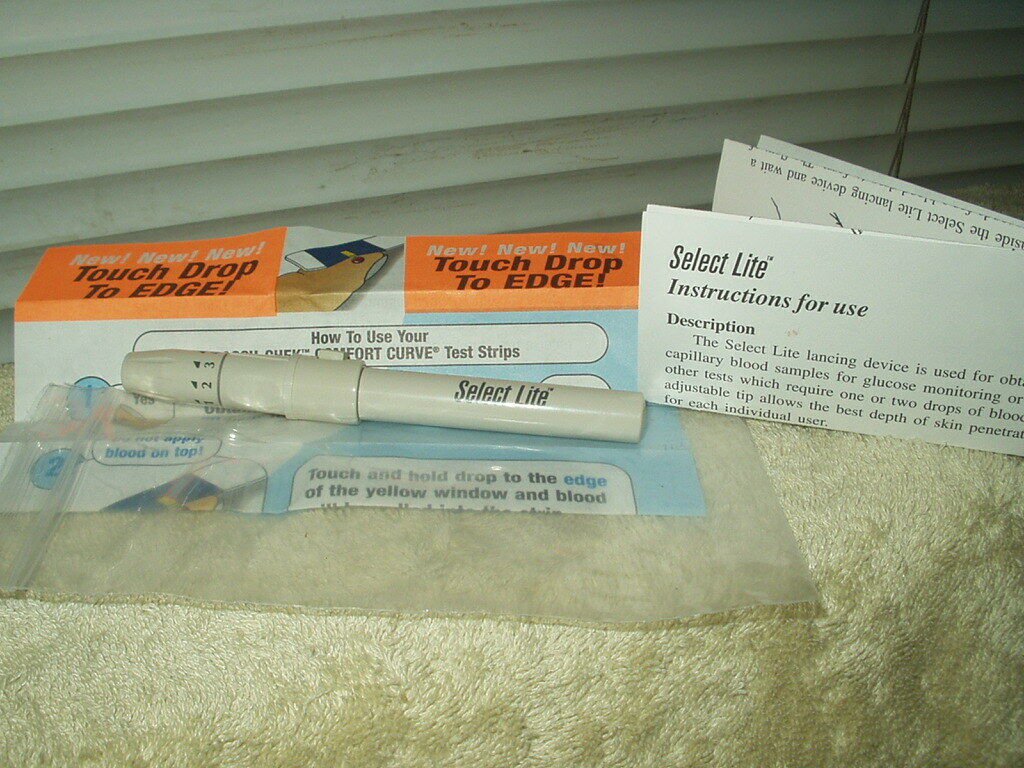 New! New! New!
Touch Drop
To EDGE!
New! New! New!
Touch Drop
To EDGE!
How To Use Your
COMFORT CURVE® Test Strips
1
Yes
2
Do not apply
blood on top!
Touch and hold drop to the edge
of the yellow window and blood
3
2
1
Select Lite™
inside the Select Lite lancing device
and wait a
Select Lite™
Instructions for use
Description
The Select Lite lancing device is used for
capillary blood samples for glucose monitoring or
other tests which require one or two drops of
adjustable tip allows the best depth of skin
for each individual user.